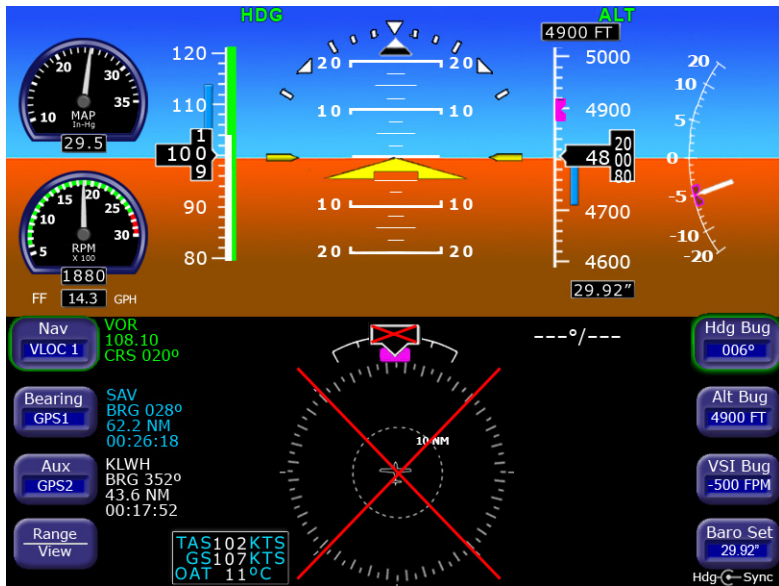 HDG
ALT
4900 FT
20
30
10
35
MAP
In-Hg
29.5
120
110
1
100
9
90
80
20
20
10
10
10
10
20
20
5000
4900
20
48 00
80
4700
4600
29.92"
20
10
5
0
-5
-10
-20
15
20
10
25
5
30
RPM
X 100
1880
FF 14.3 GPH
Nav
VLOC 1
VOR
108.10
CRS 020º
---º/---
Hdg Bug
006º
Bearing
GPS1
SAV
BRG 028º
62.2 NM
00:26:18
10 NM
Alt Bug
4900 FT
Aux
GPS2
KLWH
BRG 352º
43.6 NM
00:17:52
VSI Bug
-500 FPM
Range
View
TAS102KTS
GS107KTS
OAT 11ºC
Baro Set
29.92"
Hdg Sync